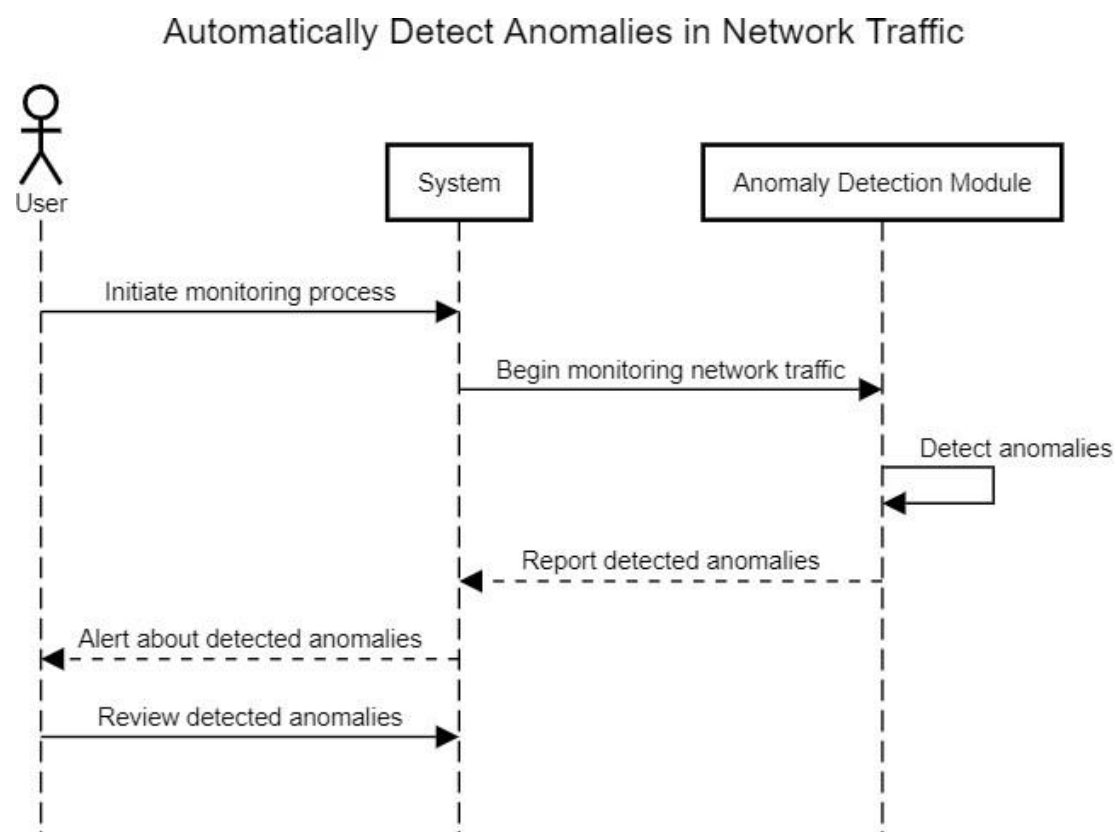 Automatically Detect Anomalies in Network Traffic
User
System
Anomaly Detection Module
Initiate monitoring process
Begin monitoring network traffic
Detect anomalies
Report detected anomalies
Alert about detected anomalies
Review detected anomalies